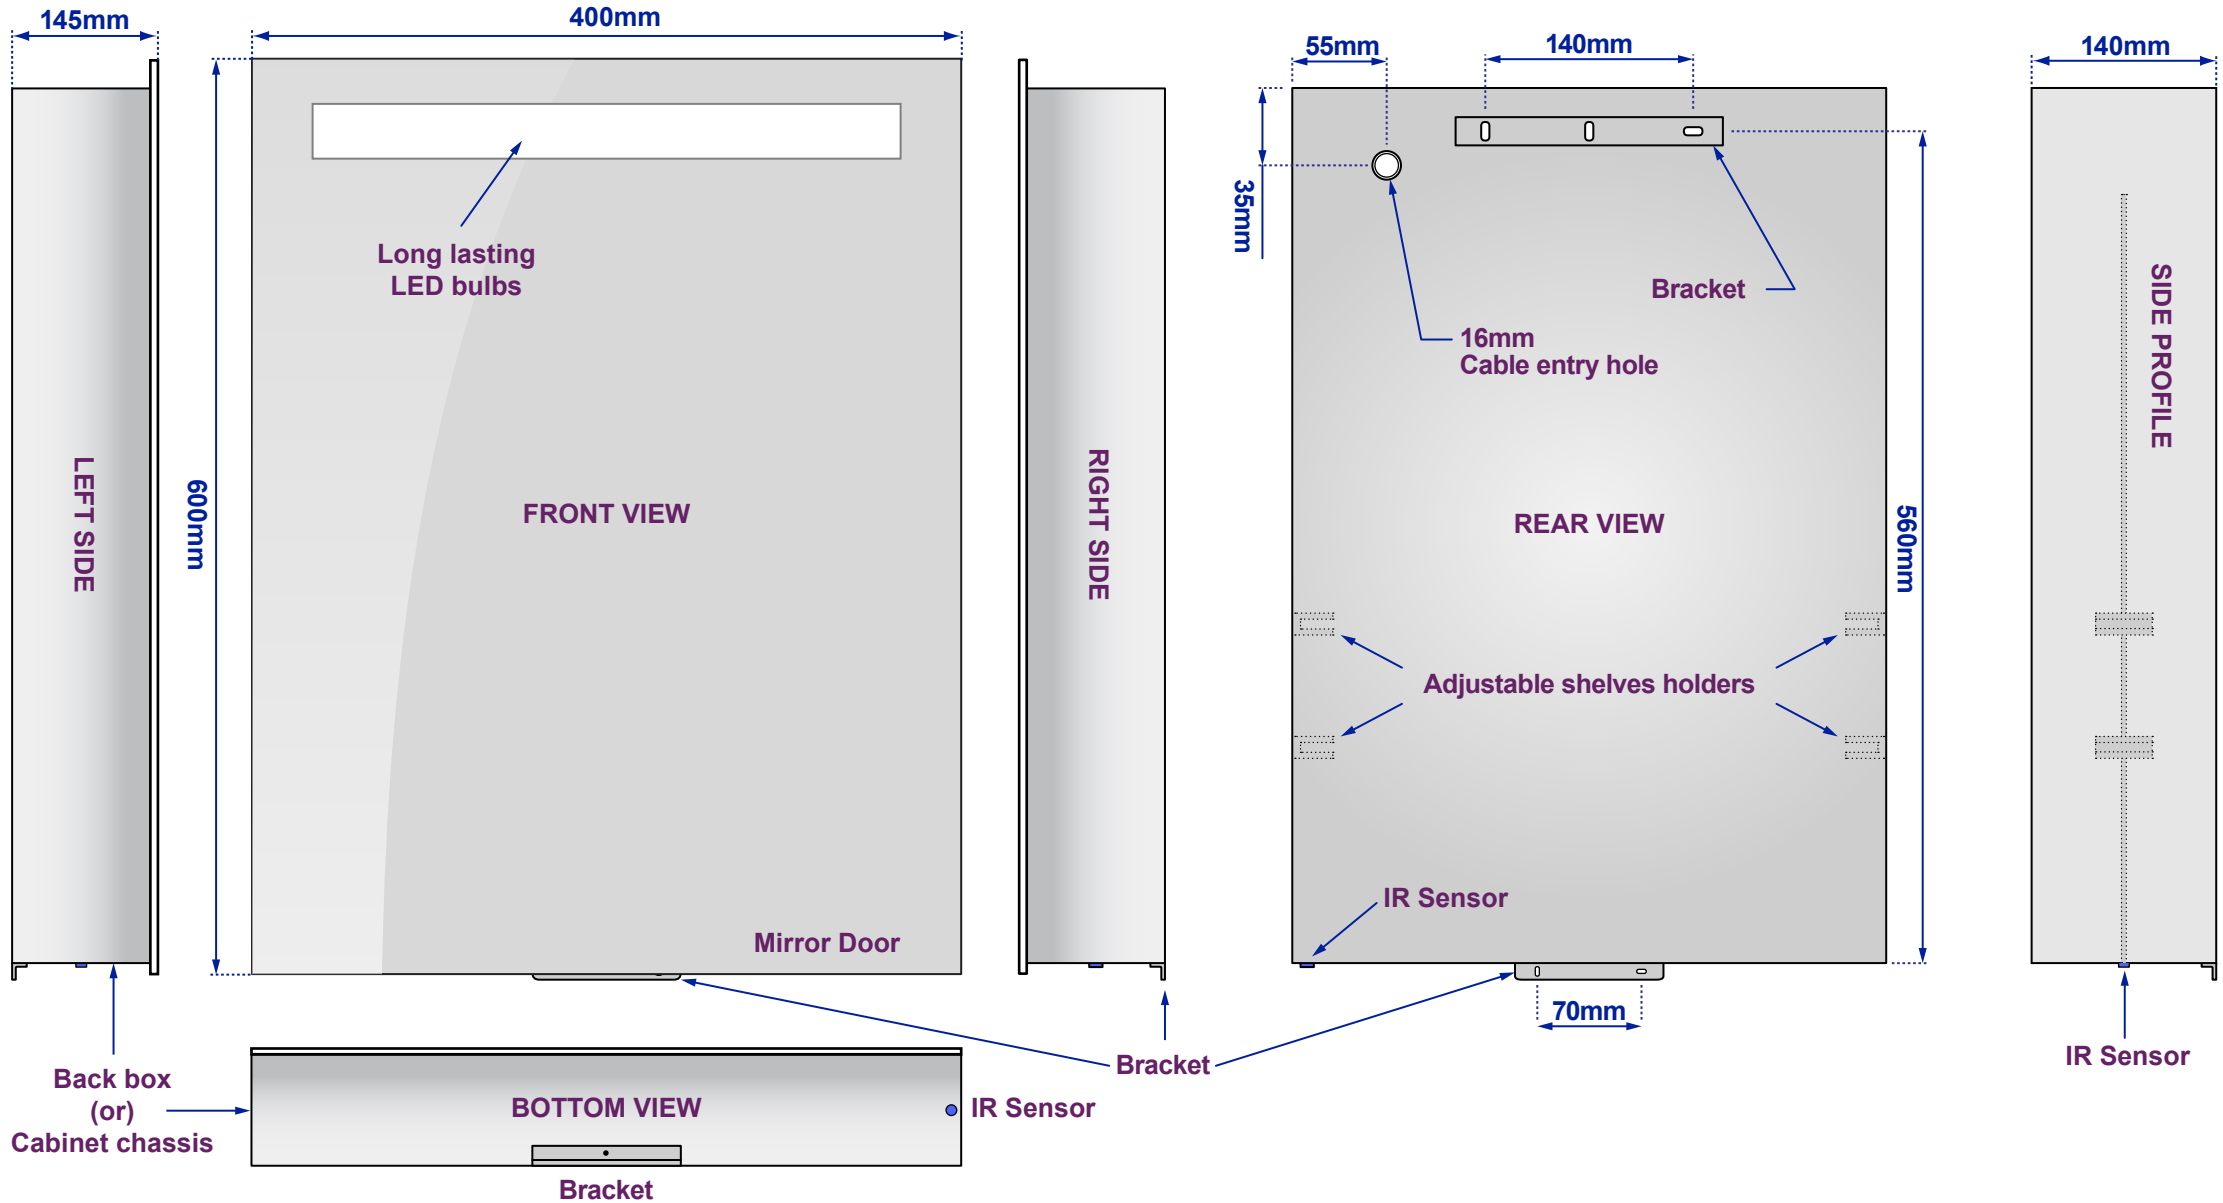 145mm
400mm
55mm
140mm
140mm
35mm
Long lasting
LED bulbs
Bracket
16mm
Cable entry hole
SIDE PROFILE
LEFT SIDE
600mm
FRONT VIEW
RIGHT SIDE
REAR VIEW
560mm
Adjustable shelves holders
IR Sensor
Mirror Door
70mm
Back box
(or)
Cabinet chassis
BOTTOM VIEW
IR Sensor
Bracket
IR Sensor
Bracket